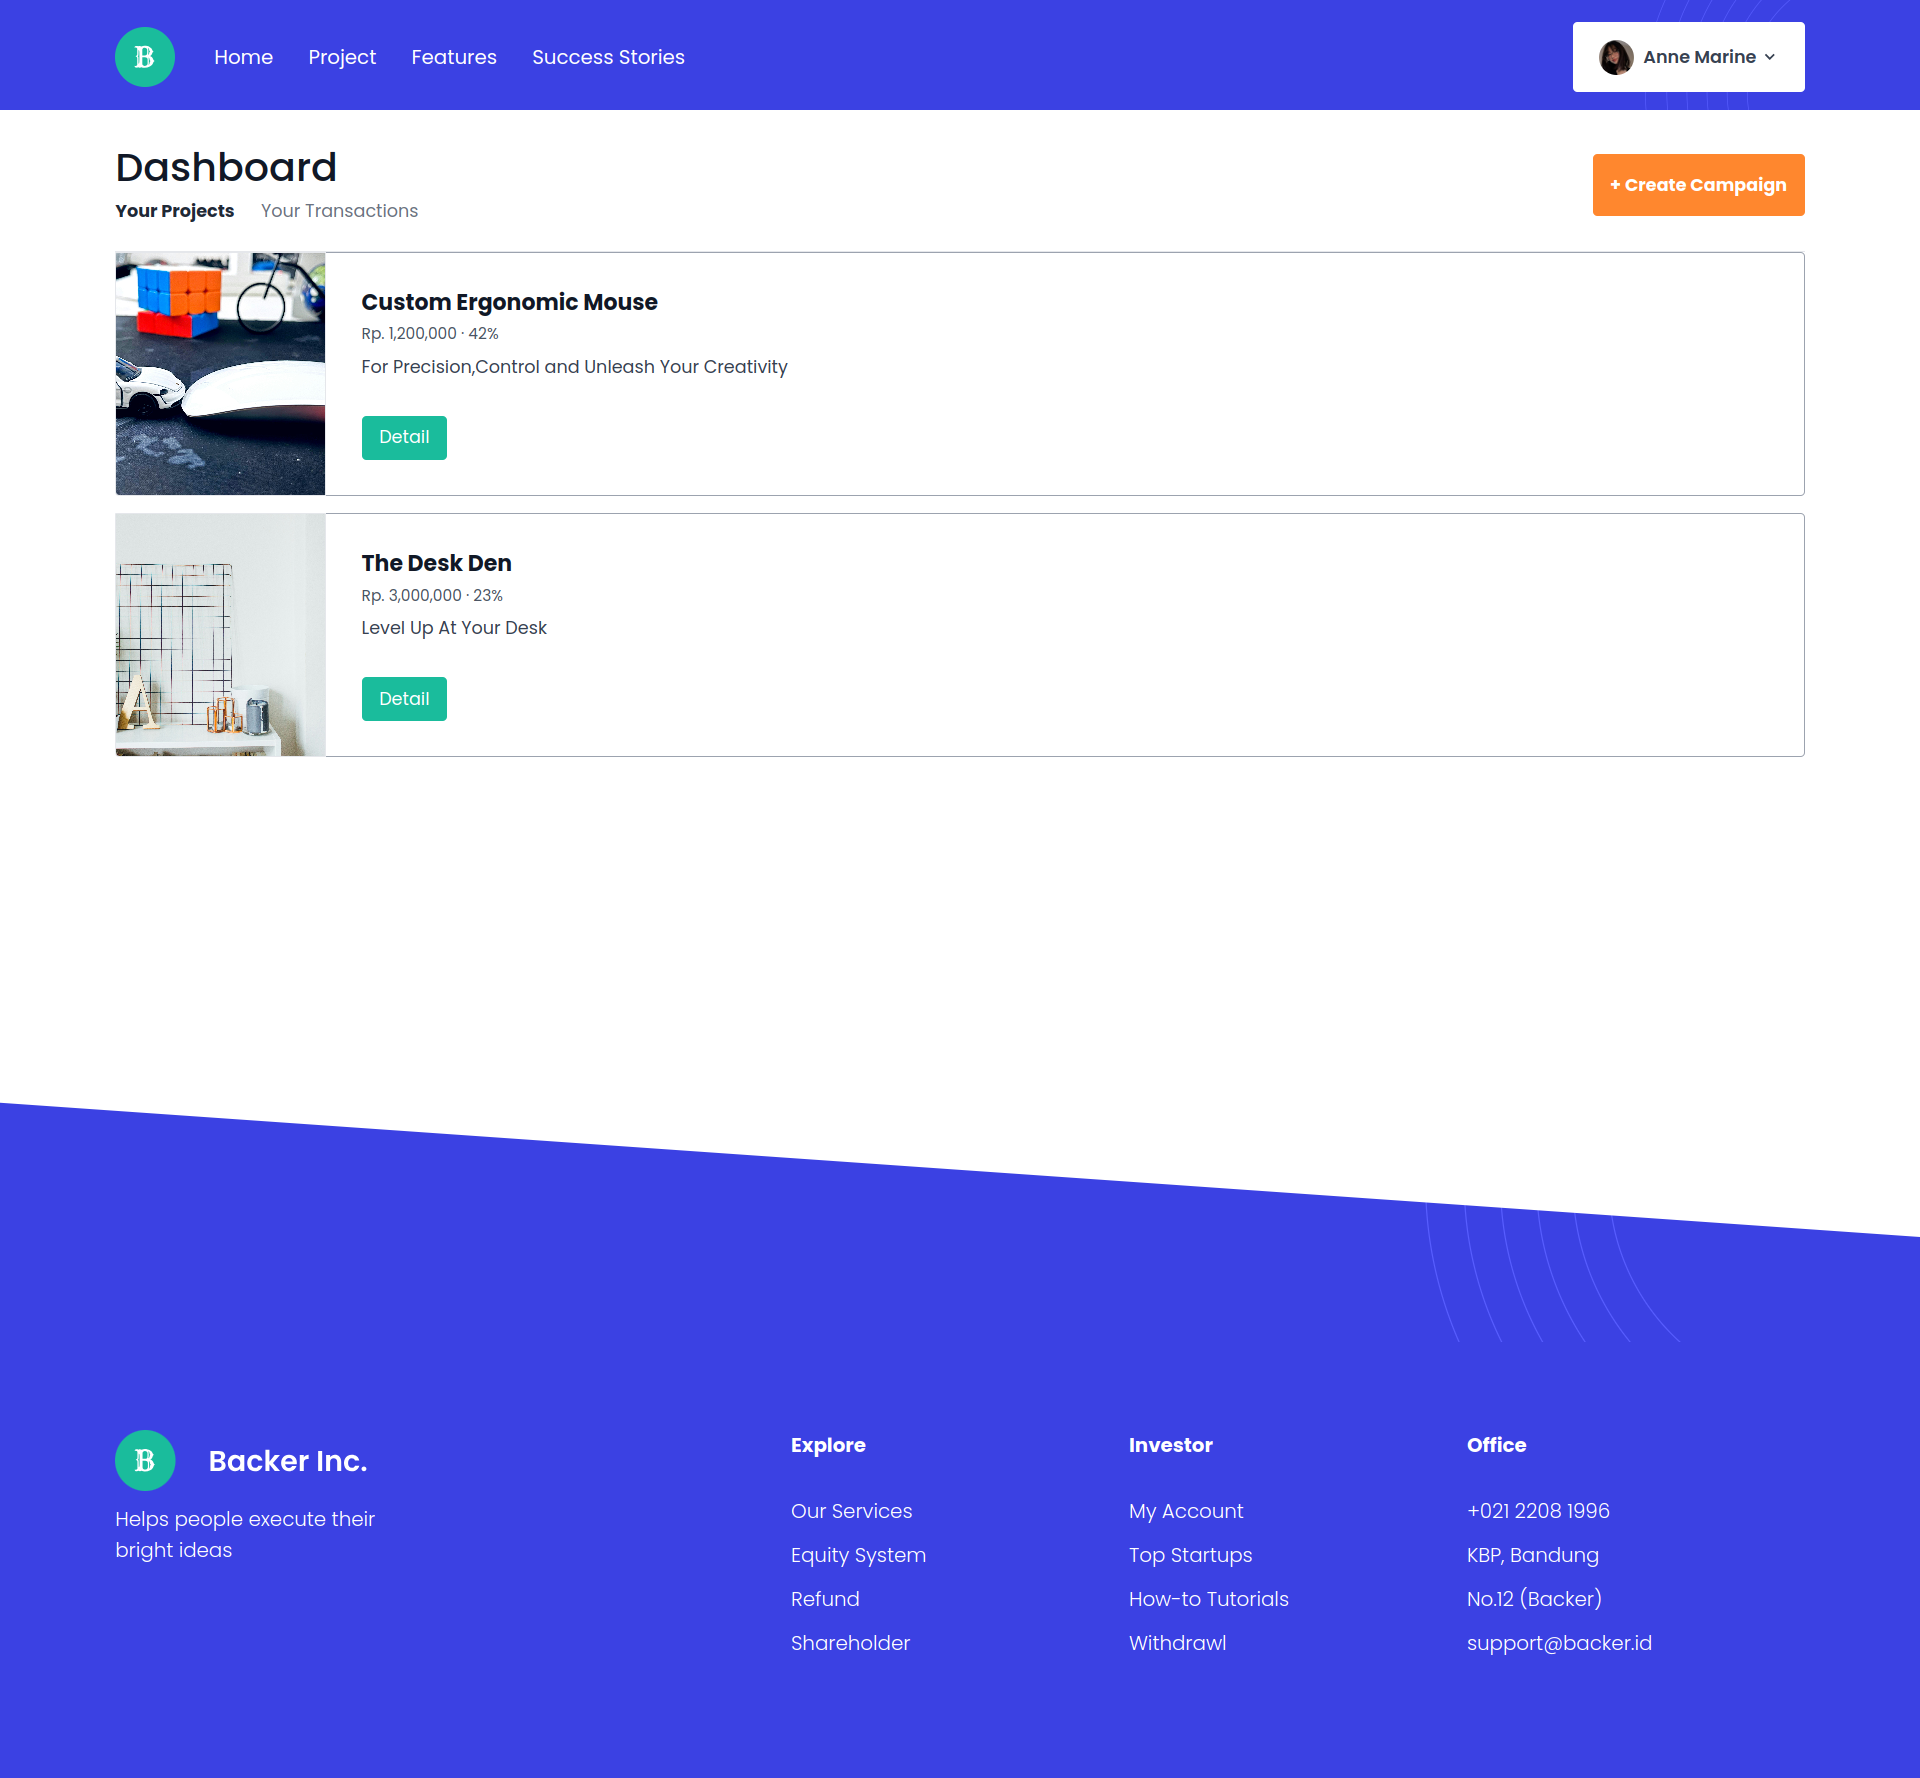 B
Home
Project
Features
Success Stories
Anne Marine
Dashboard
+ Create Campaign
Your Projects
Your Transactions
Custom Ergonomic Mouse
Rp. 1,200,000 · 42%
For Precision,Control and Unleash Your Creativity
Detail
The Desk Den
Rp. 3,000,000 · 23%
Level Up At Your Desk
Detail
A
B
Backer Inc.
Helps people execute their
bright ideas
Explore
Our Services
Equity System
Refund
Shareholder
Investor
My Account
Top Startups
How-to Tutorials
Withdrawl
Office
+021 2208 1996
KBP, Bandung
No.12 (Backer)
support@backer.id